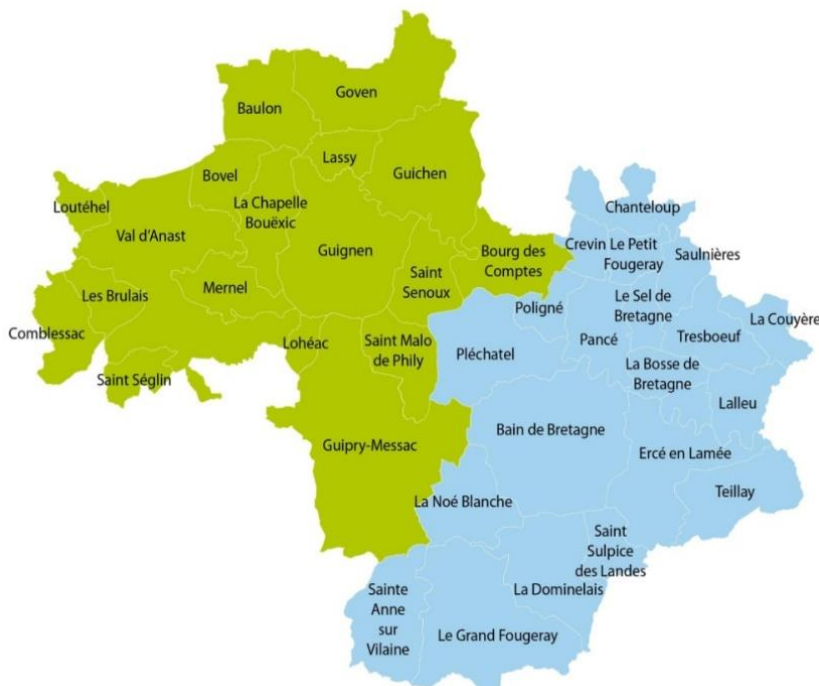 Goven
Baulon
Lassy
Bovel
Guichen
La Chapelle
Bouëxic
Loutéhel
Val d'Anast
Guignen
Chanteloup
Bourg des
Comptes
Crevin
Le Petit
Fougeray
Saulnières
Saint
Senoux
Les Brulais
Mernel
Le Sel de
Bretagne
Poligné
La Couyère
Comblessac
Lohéac
Saint Malo
de Phily
Pléchatel
Pancé
Tresboeuf
La Bosse de
Bretagne
Saint Séglin
Lalleu
Guipry-Messac
Bain de Bretagne
Ercé en Lamée
Teillay
La Noé Blanche
Saint
Sulpice
des Landes
La Dominelais
Sainte
Anne
sur
Vilaine
Le Grand Fougeray